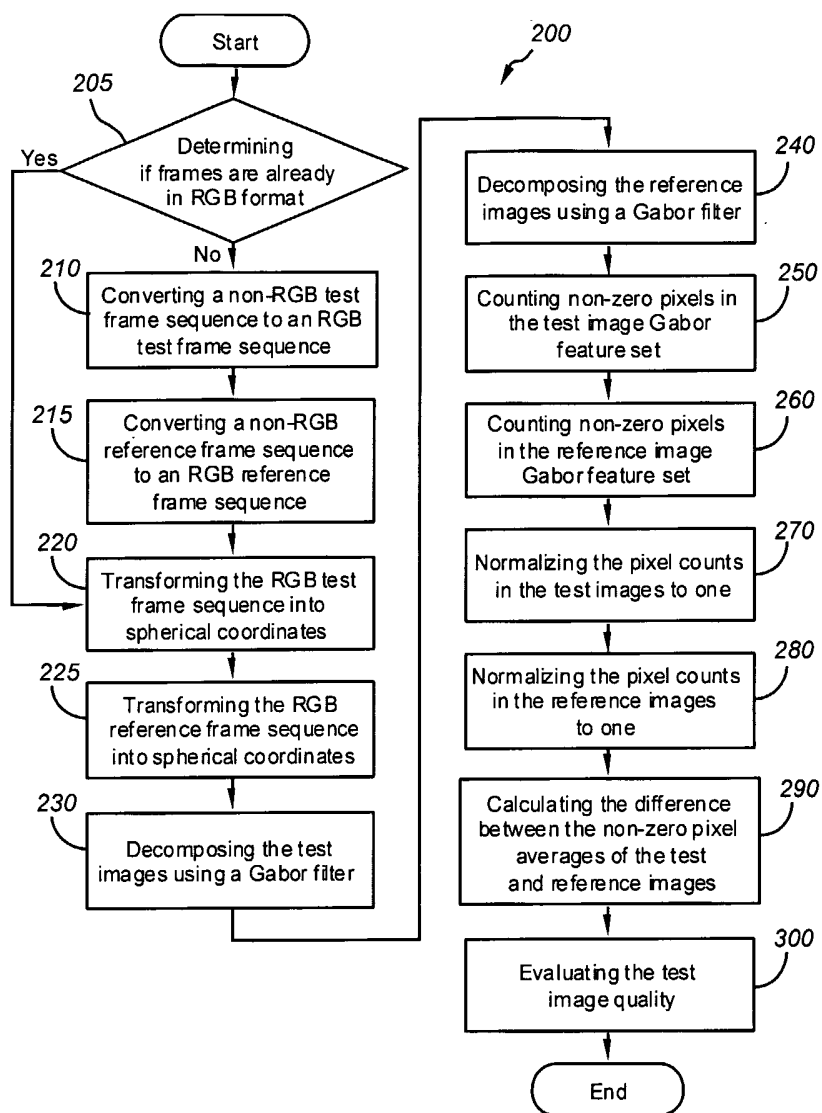 Start
200
205
Yes
Determining
if frames are already
in RGB format
No
210
Converting a non-RGB test
frame sequence to an RGB
test frame sequence
215
Converting a non-RGB
reference frame sequence
to an RGB reference
frame sequence
220
Transforming the RGB test
frame sequence into
spherical coordinates
225
Transforming the RGB
reference frame sequence
into spherical coordinates
230
Decomposing the test
images using a Gabor filter
240
Decomposing the reference
images using a Gabor filter
250
Counting non-zero pixels in
the test image Gabor
feature set
260
Counting non-zero pixels
in the reference image
Gabor feature set
270
Normalizing the pixel counts
in the test images to one
280
Normalizing the pixel counts
in the reference images
to one
290
Calculating the difference
between the non-zero pixel
averages of the test
and reference images
300
Evaluating the test
image quality
End